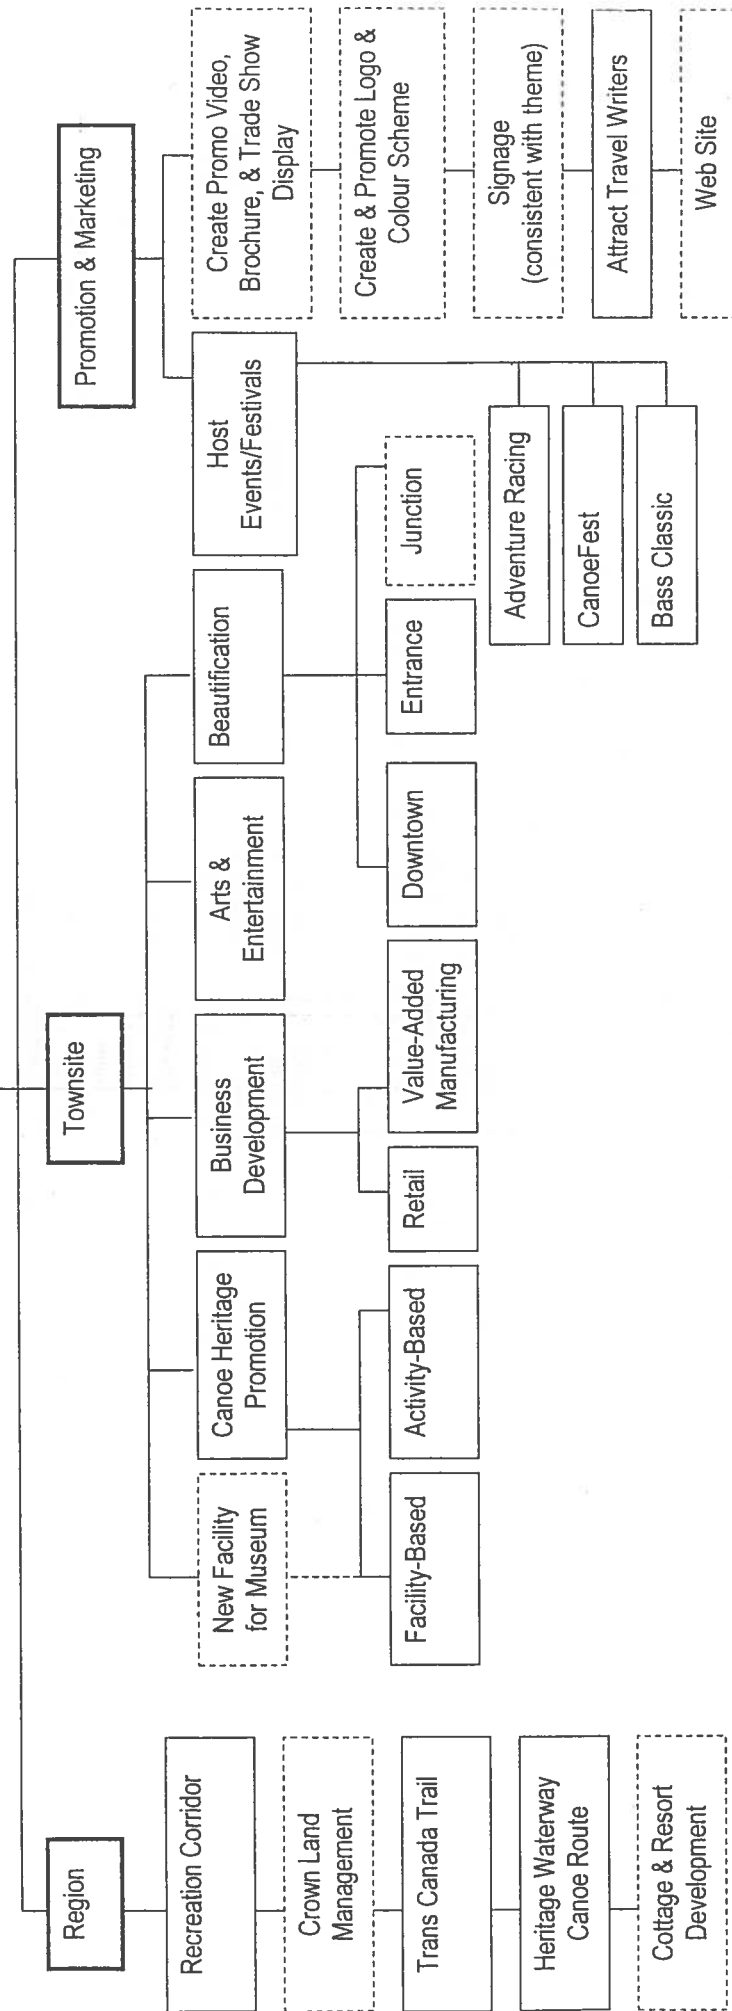 Region
Recreation Corridor
Crown Land
Management
Trans Canada Trail
Heritage Waterway
Canoe Route
Cottage & Resort
Development
Townsite
New Facility
for Museum
Canoe Heritage
Promotion
Facility-Based
Activity-Based
Business
Development
Retail
Value-Added
Manufacturing
Arts &
Entertainment
Beautification
Downtown
Entrance
Junction
Promotion & Marketing
Host
Events/Festivals
Adventure Racing
CanoeFest
Bass Classic
Create Promo Video,
Brochure, & Trade Show
Display
Create & Promote Logo &
Colour Scheme
Signage
(consistent with theme)
Attract Travel Writers
Web Site